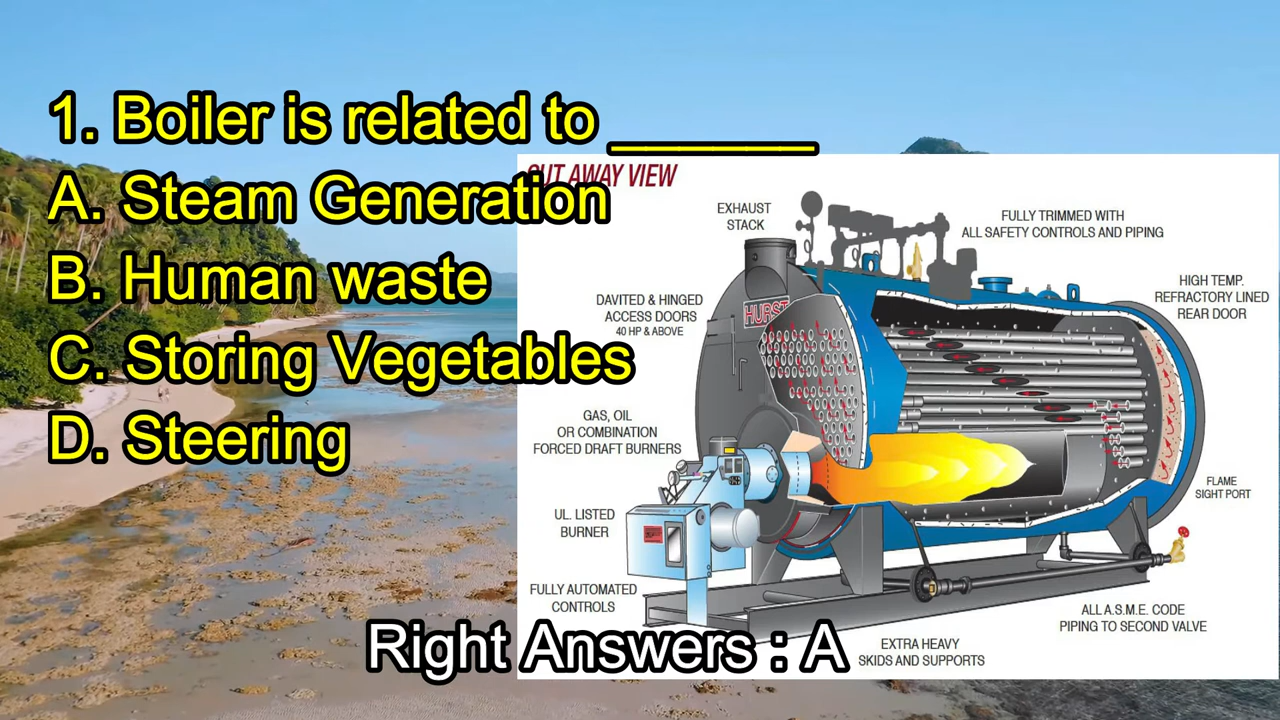 1. Boiler is related to ______
A. Steam Generation
B. Human waste
C. Storing Vegetables
D. Steering
CUT AWAY VIEW
EXHAUST
STACK
FULLY TRIMMED WITH
ALL SAFETY CONTROLS AND PIPING
HIGH TEMP.
REFRACTORY LINED
REAR DOOR
DAVITED & HINGED
ACCESS DOORS
40 HP & ABOVE
HURST
GAS, OIL
OR COMBINATION
FORCED DRAFT BURNERS
FLAME
SIGHT PORT
UL. LISTED
BURNER
FULLY AUTOMATED
CONTROLS
ALL A.S.M.E. CODE
PIPING TO SECOND VALVE
EXTRA HEAVY
SKIDS AND SUPPORTS
Right Answers : A